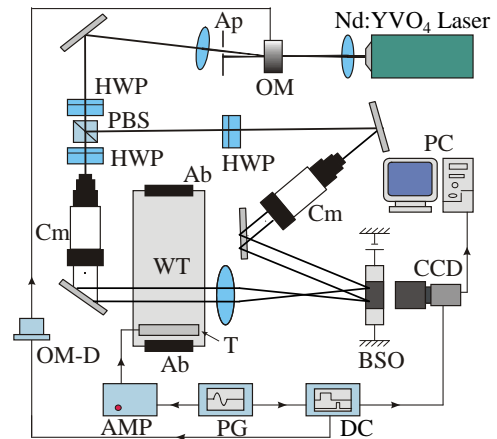 Ap
Nd:YVO4 Laser
OM
HWP
PBS
HWP
HWP
PC
Ab
Cm
Cm
WT
CCD
T
BSO
OM-D
Ab
AMP
PG
DC